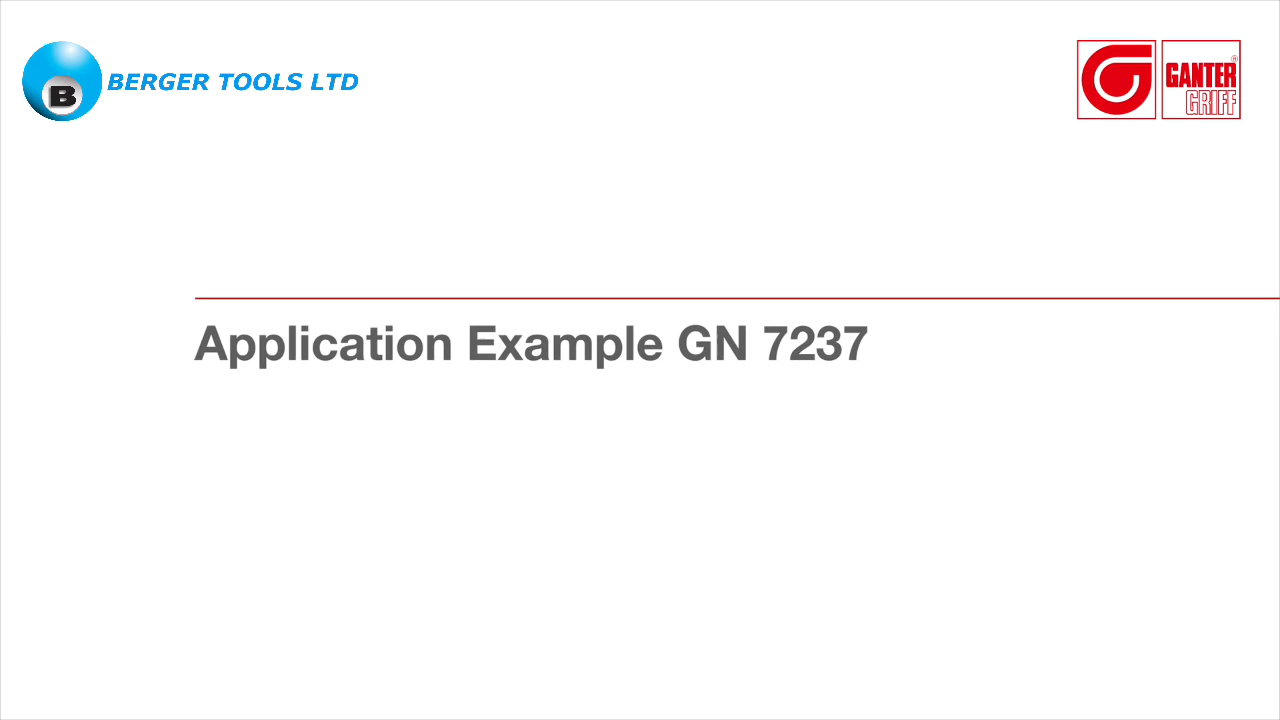 B
BERGER TOOLS LTD
GANTER ®
GRIFF
Application Example GN 7237